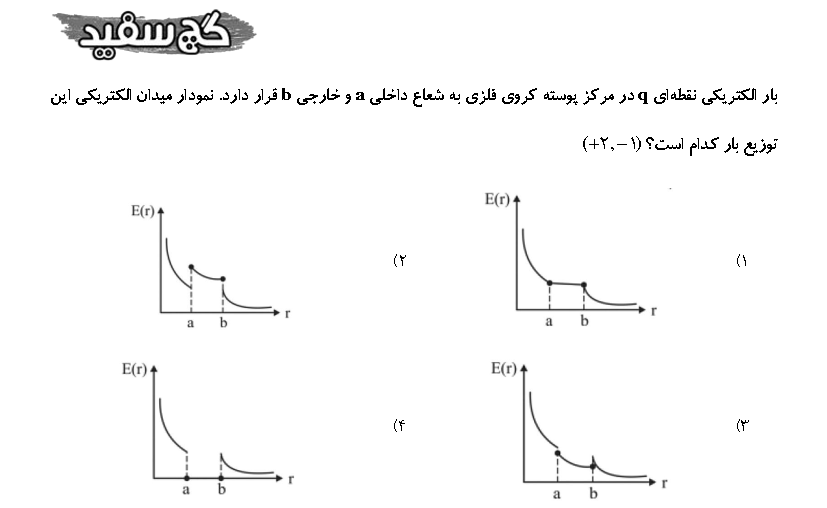 گچ سفید
بار الکتریکی نقطه‌ای q در مرکز پوسته کروی فلزی به شعاع داخلی a و خارجی b قرار دارد. نمودار میدان الکتریکی این
توزیع بار کدام است؟ (۱−,۲+)
۱)
E(r)
a b r
۲)
E(r)
a b r
۳)
E(r)
a b r
۴)
E(r)
a b r